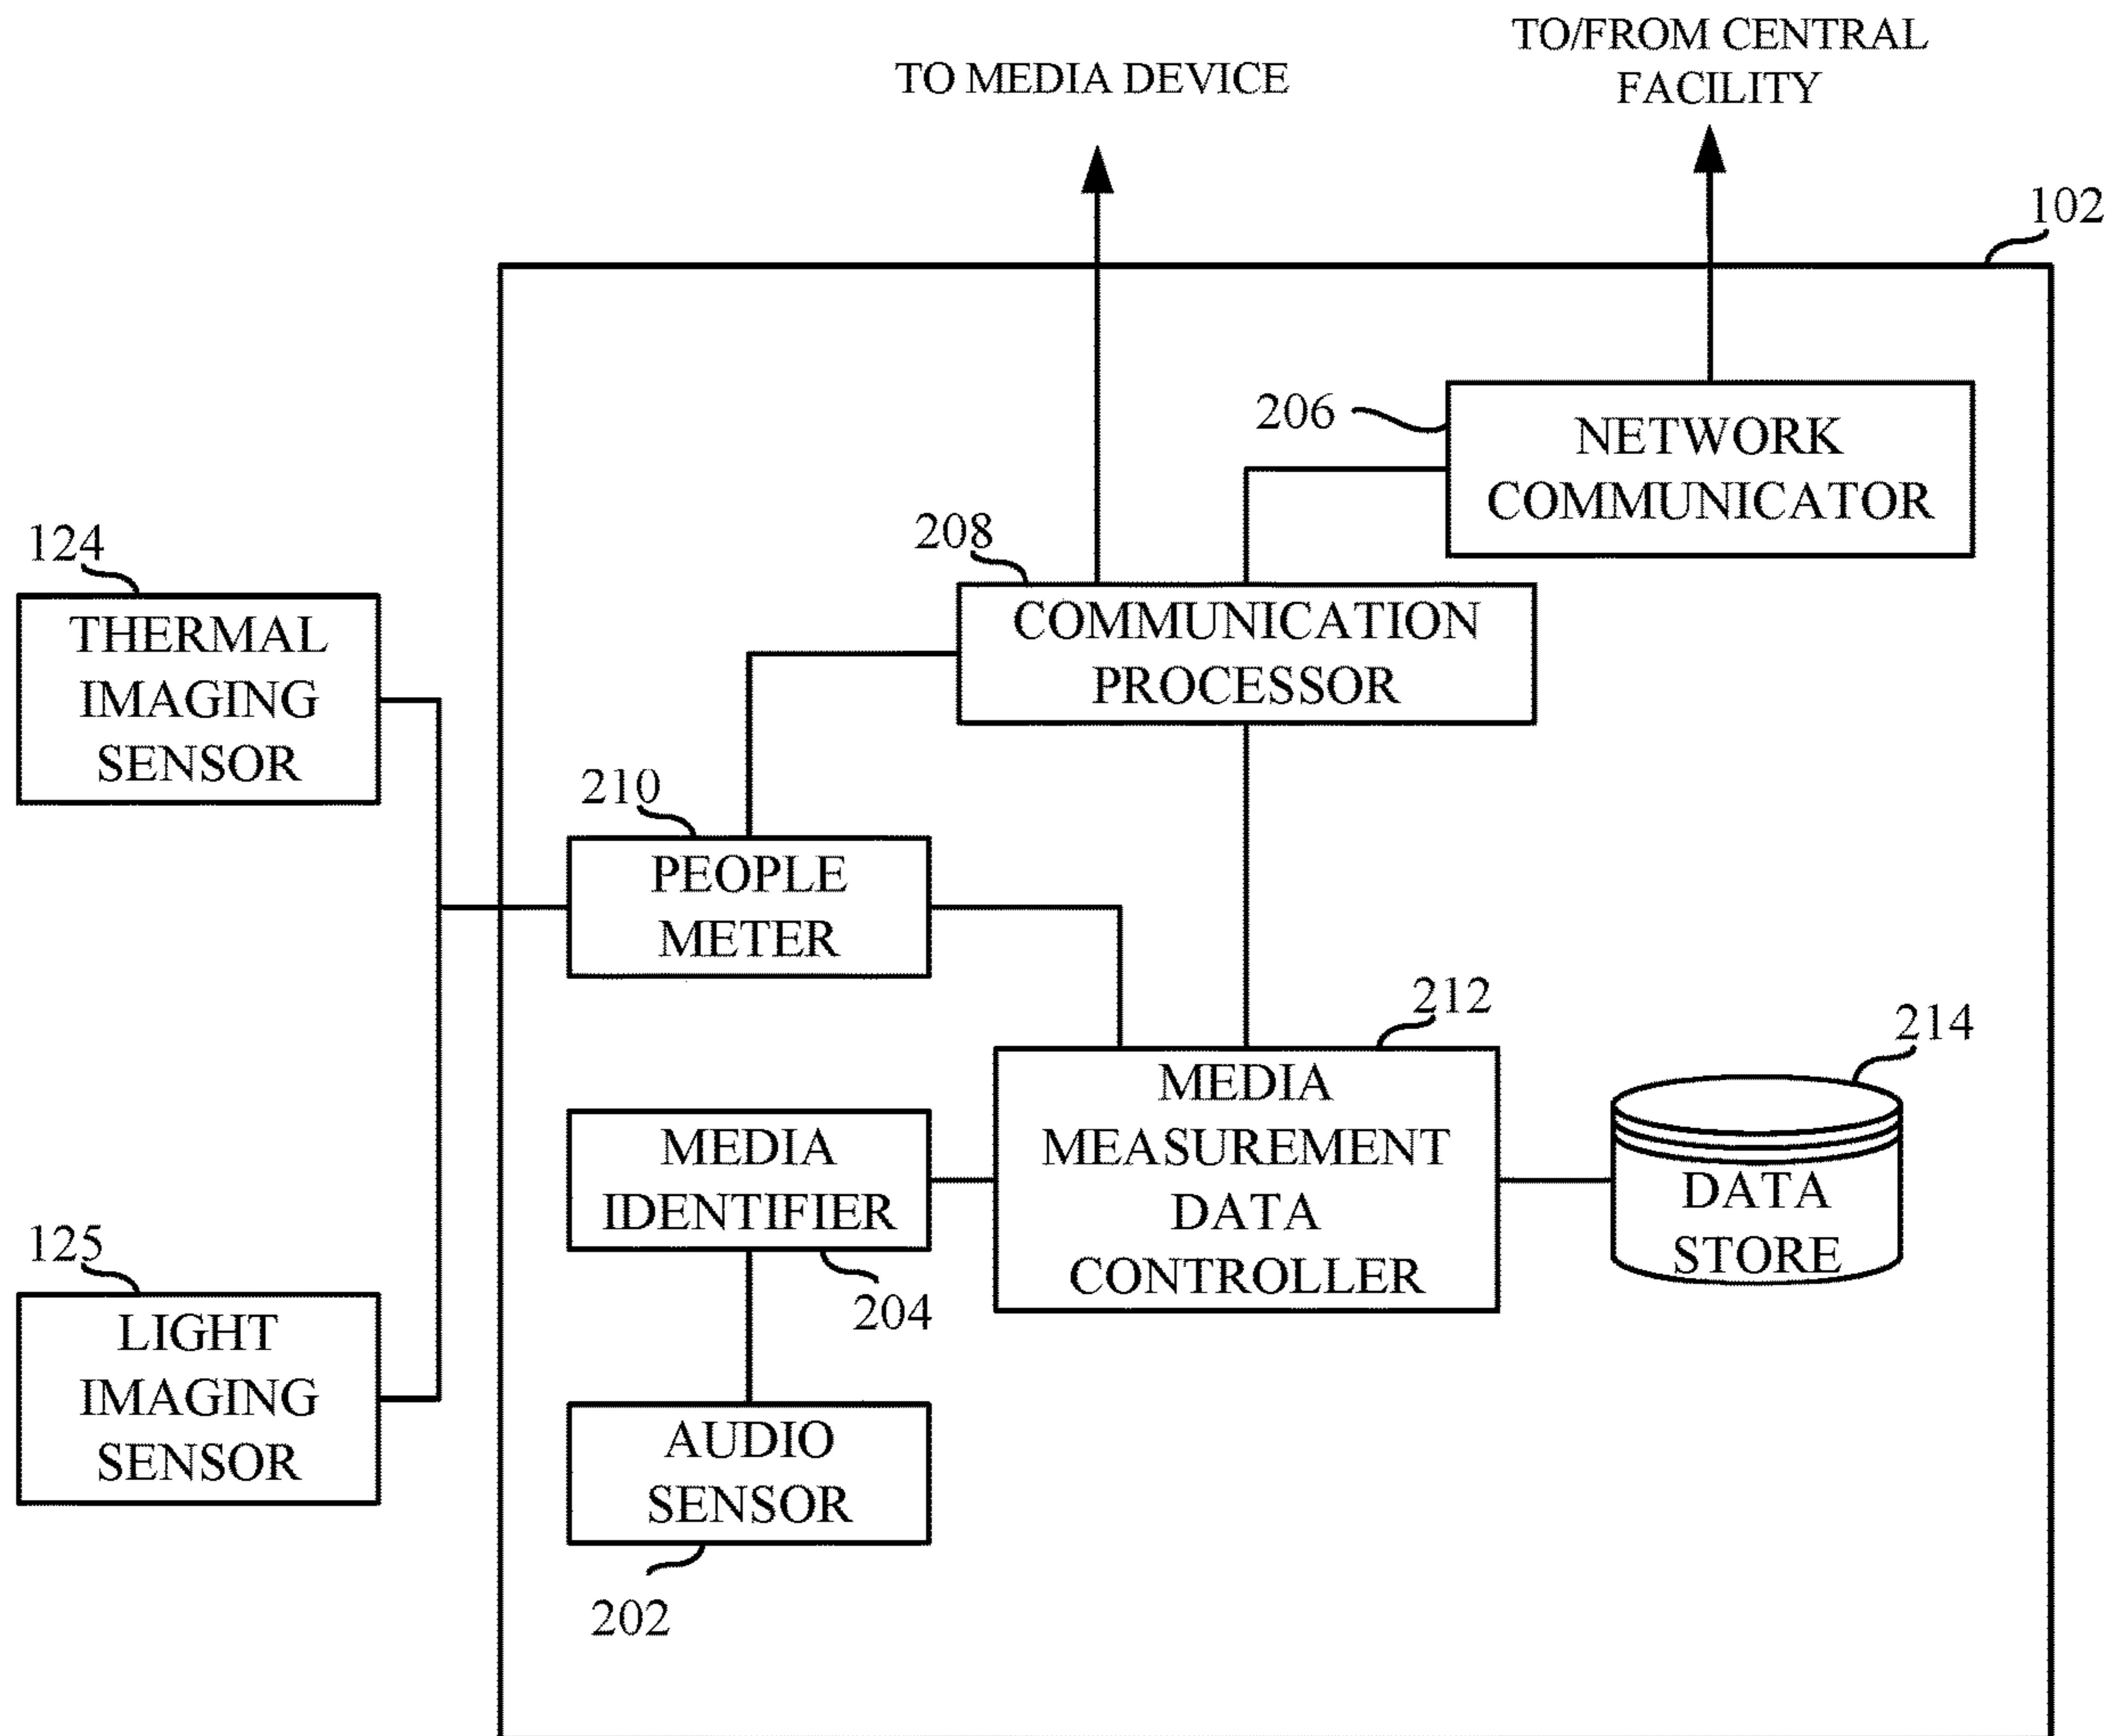 TO/FROM CENTRAL
FACILITY
TO MEDIA DEVICE
102
206
NETWORK
COMMUNICATOR
208
COMMUNICATION
PROCESSOR
124
THERMAL
IMAGING
SENSOR
210
PEOPLE
METER
212
MEDIA
MEASUREMENT
DATA
CONTROLLER
214
DATA
STORE
MEDIA
IDENTIFIER
204
125
LIGHT
IMAGING
SENSOR
AUDIO
SENSOR
202